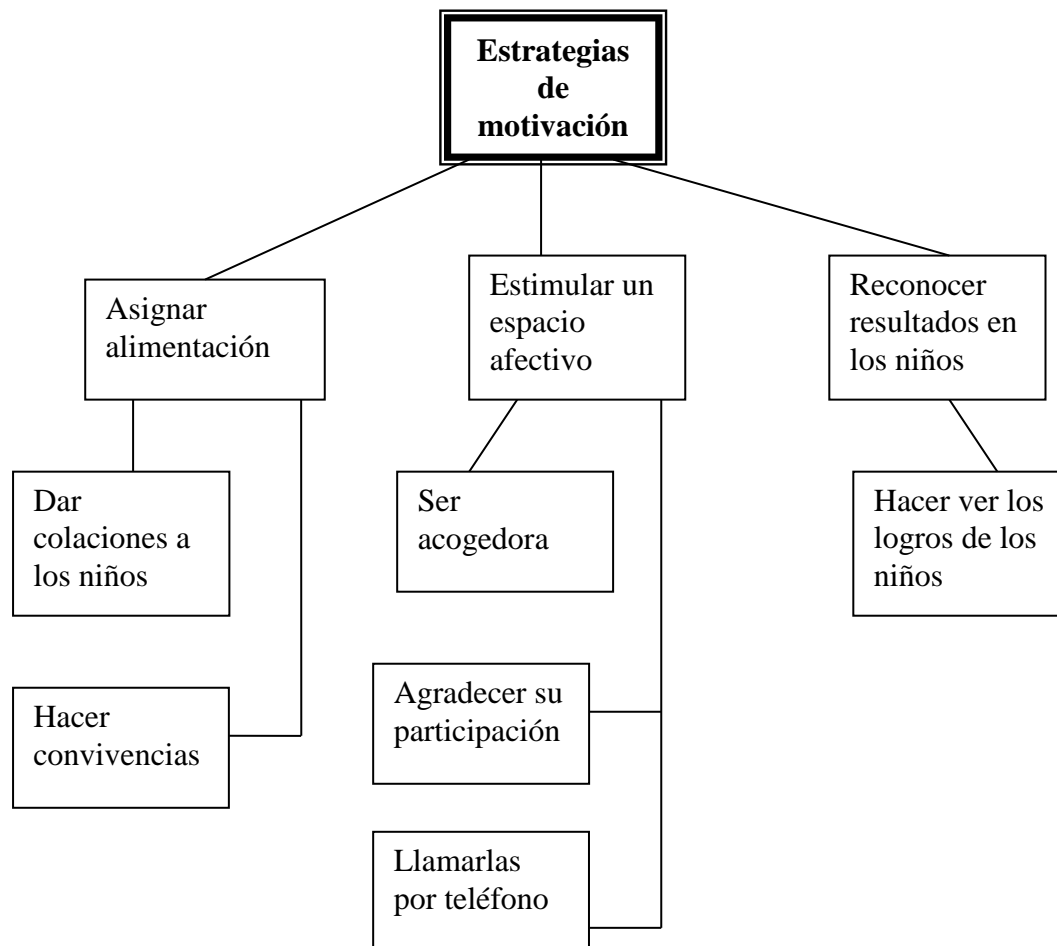 Estrategias
de
motivación
Asignar
alimentación
Estimular un
espacio
afectivo
Reconocer
resultados en
los niños
Dar
colaciones a
los niños
Ser
acogedora
Hacer ver los
logros de los
niños
Hacer
convivencias
Agradecer su
participación
Llamarlas
por teléfono